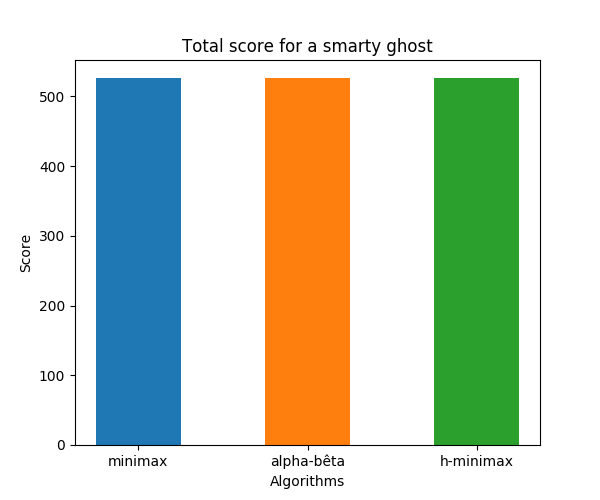 Total score for a smarty ghost
Score
500
400
300
200
100
0
minimax
alpha-bêta
h-minimax
Algorithms